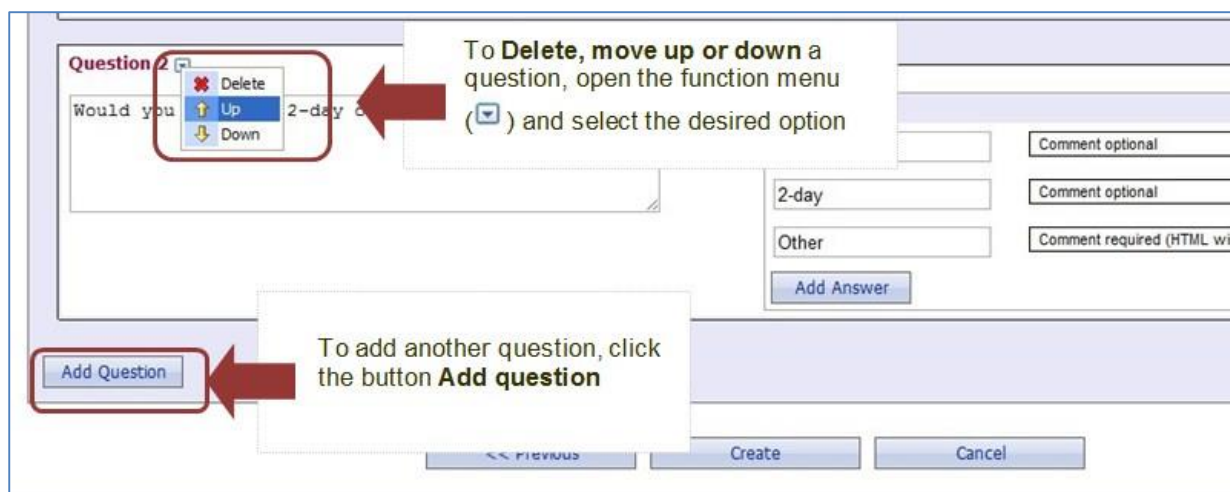 Question 2
Delete
Up
Down
Would you 2-day
To Delete, move up or down a
question, open the function menu
( ) and select the desired option
Comment optional
2-day
Comment optional
Other
Comment required (HTML wi
Add Answer
To add another question, click
the button Add question
Add Question
<< Previous
Create
Cancel